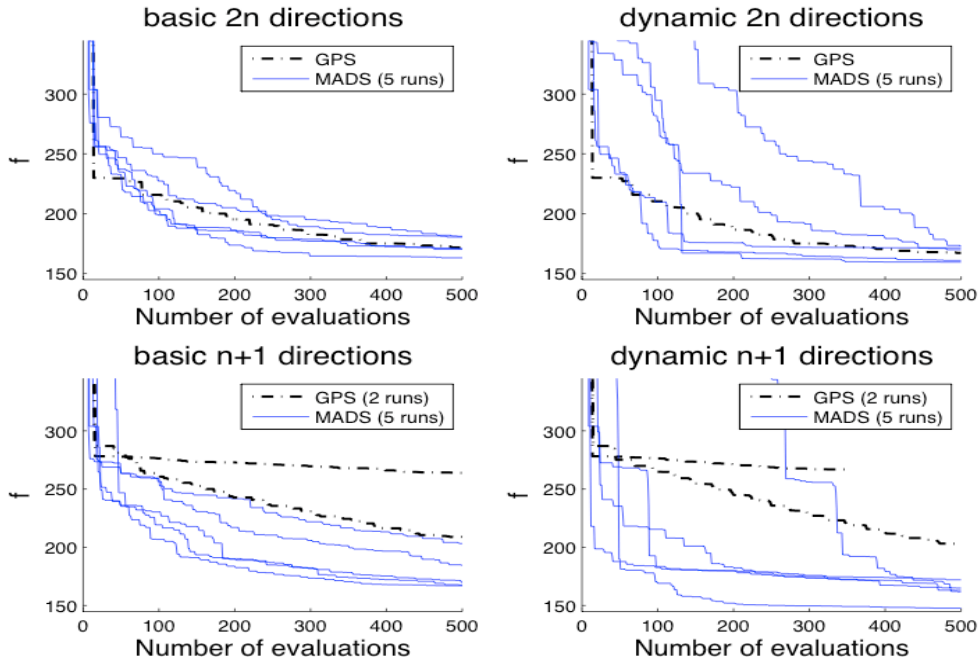 basic 2n directions
GPS
MADS (5 runs)
f
300
250
200
150
0 100 200 300 400 500
Number of evaluations
dynamic 2n directions
GPS
MADS (5 runs)
f
300
250
200
150
0 100 200 300 400 500
Number of evaluations
basic n+1 directions
GPS (2 runs)
MADS (5 runs)
f
300
250
200
150
0 100 200 300 400 500
Number of evaluations
dynamic n+1 directions
GPS (2 runs)
MADS (5 runs)
f
300
250
200
150
0 100 200 300 400 500
Number of evaluations